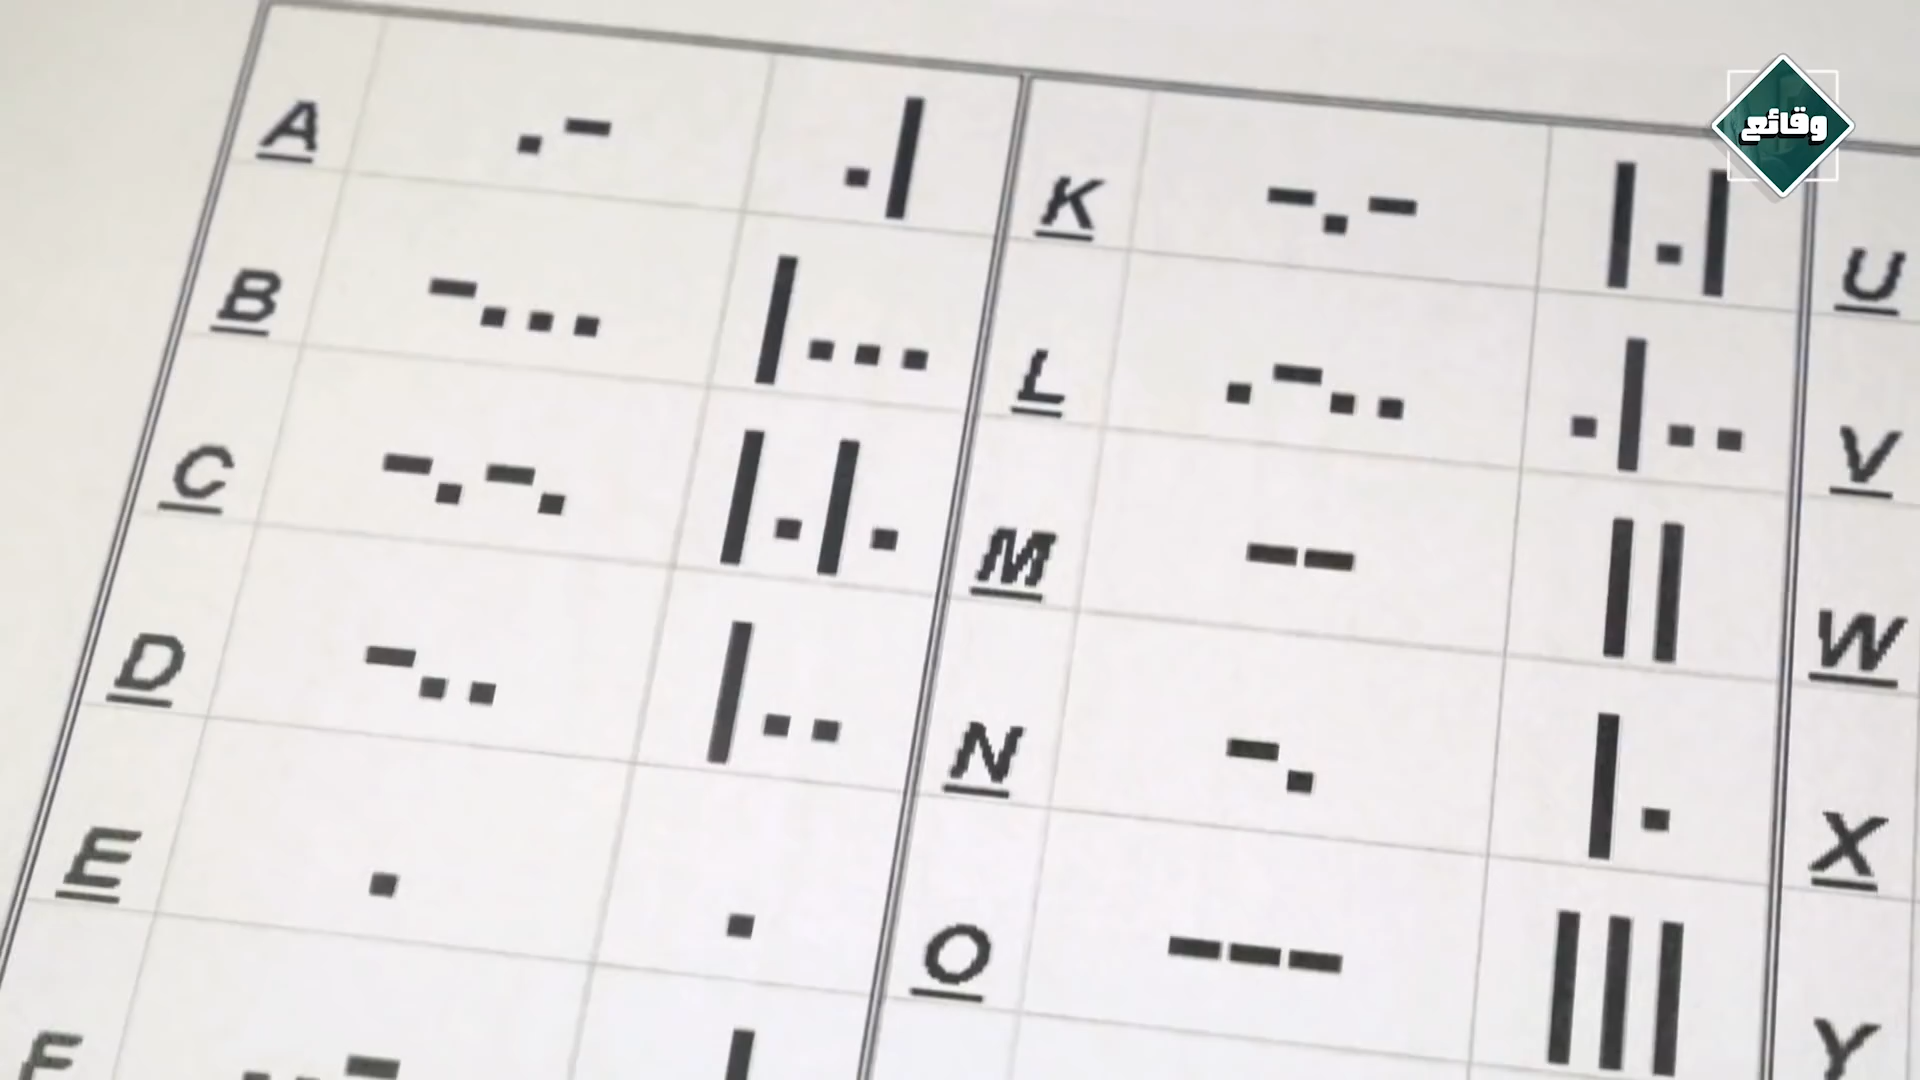 وقائع
A .- .|
B -... |...
C -.-. |.|.
D -.. |..
E . .
F
K -.- |.|
L .-.. .|..
M -- ||
N -. |.
O --- |||
U
V
W
X
Y